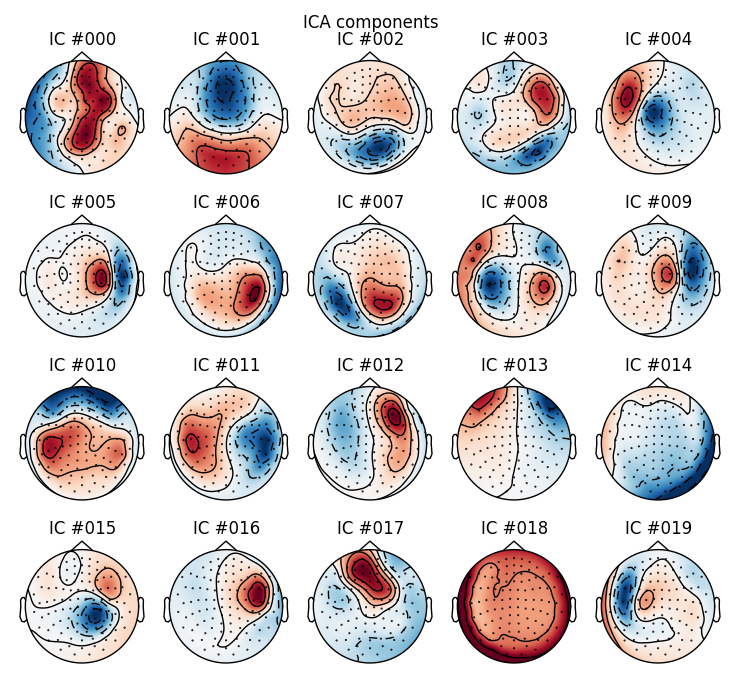 ICA components
IC #000 IC #001 IC #002 IC #003 IC #004
IC #005 IC #006 IC #007 IC #008 IC #009
IC #010 IC #011 IC #012 IC #013 IC #014
IC #015 IC #016 IC #017 IC #018 IC #019